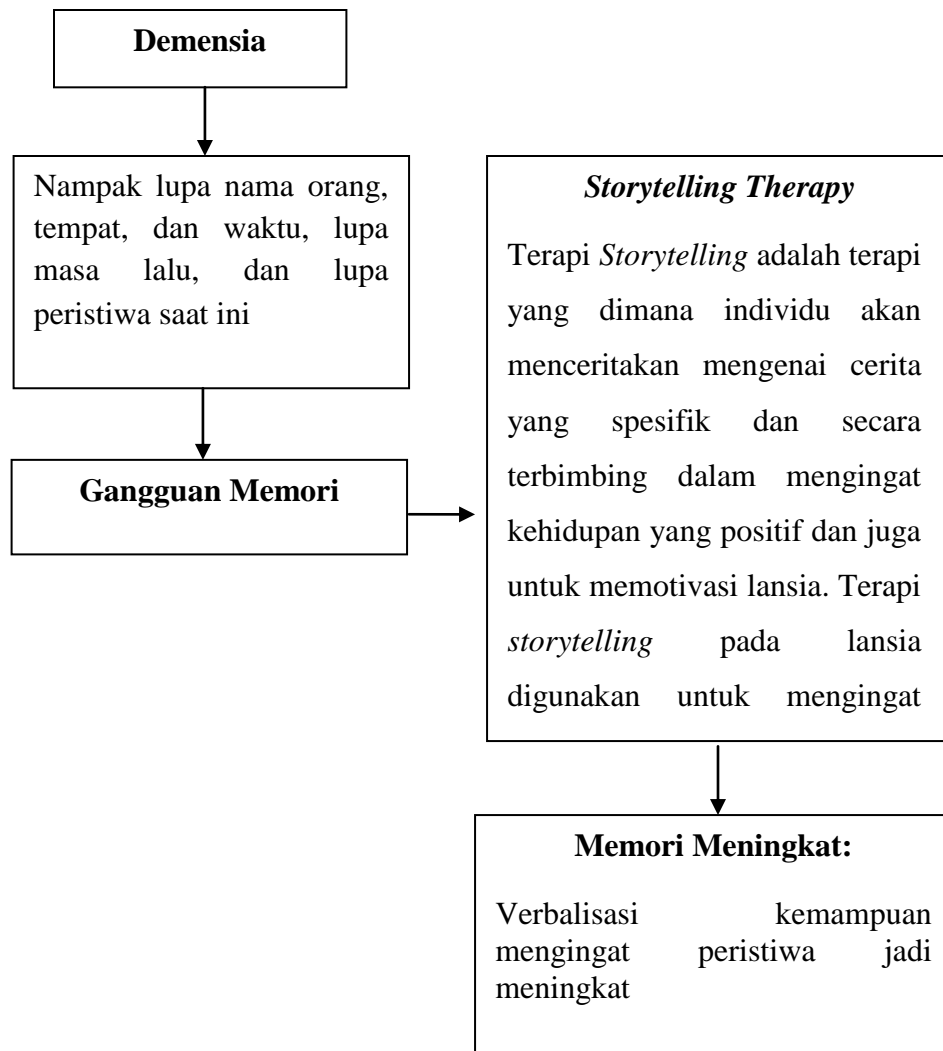 Demensia
Nampak lupa nama orang,
tempat, dan waktu, lupa
masa lalu, dan lupa
peristiwa saat ini
Gangguan Memori
Storytelling Therapy
Terapi Storytelling adalah terapi
yang dimana individu akan
menceritakan mengenai cerita
yang spesifik dan secara
terbimbing dalam mengingat
kehidupan yang positif dan juga
untuk memotivasi lansia. Terapi
storytelling pada lansia
digunakan untuk mengingat
Memori Meningkat:
Verbalisasi kemampuan
mengingat peristiwa jadi
meningkat